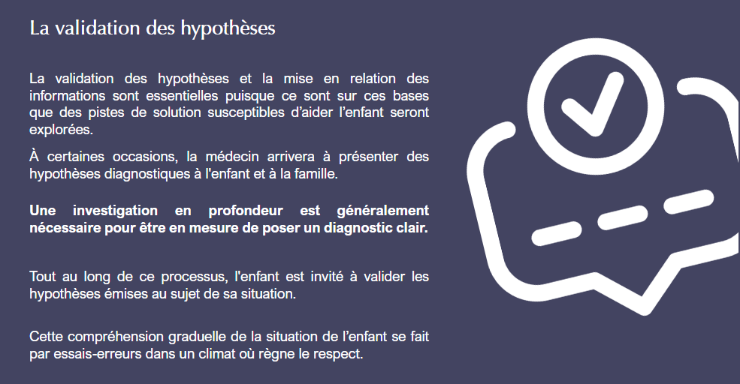 La validation des hypothèses
La validation des hypothèses et la mise en relation des
informations sont essentielles puisque ce sont sur ces bases
que des pistes de solution susceptibles d’aider l’enfant seront
explorées.
À certaines occasions, la médecin arrivera à présenter des
hypothèses diagnostiques à l’enfant et à la famille.
Une investigation en profondeur est généralement
nécessaire pour être en mesure de poser un diagnostic clair.
Tout au long de ce processus, l'enfant est invité à valider les
hypothèses émises au sujet de sa situation.
Cette compréhension graduelle de la situation de l’enfant se fait
par essais-erreurs dans un climat où règne le respect.